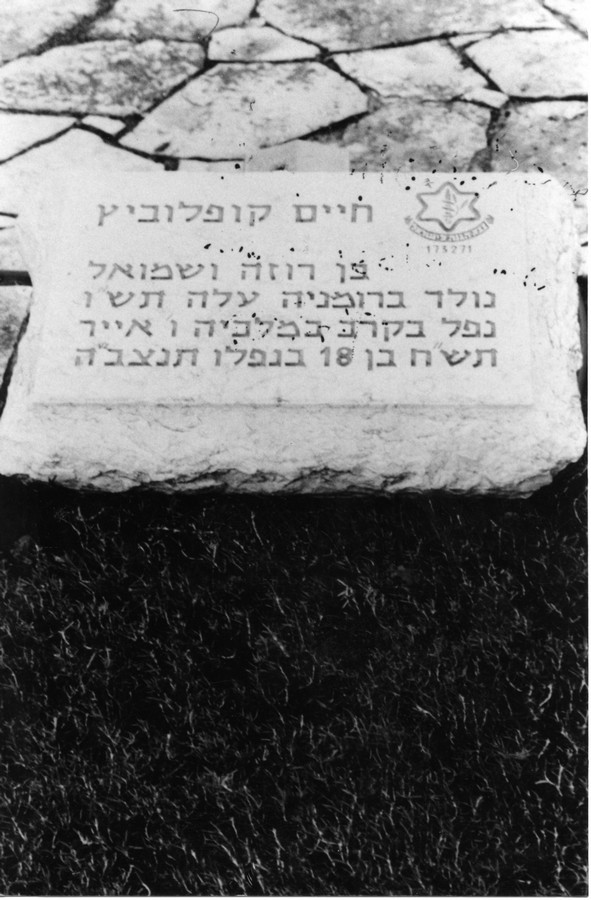 חיים קופלוביץ
175271
בן רוזה ושמואל
נולד ברומניה עלה תש״ו
נפל בקרב במלכיה ו אייר
תש״ח בן 18 בנפלו תנצב״ה